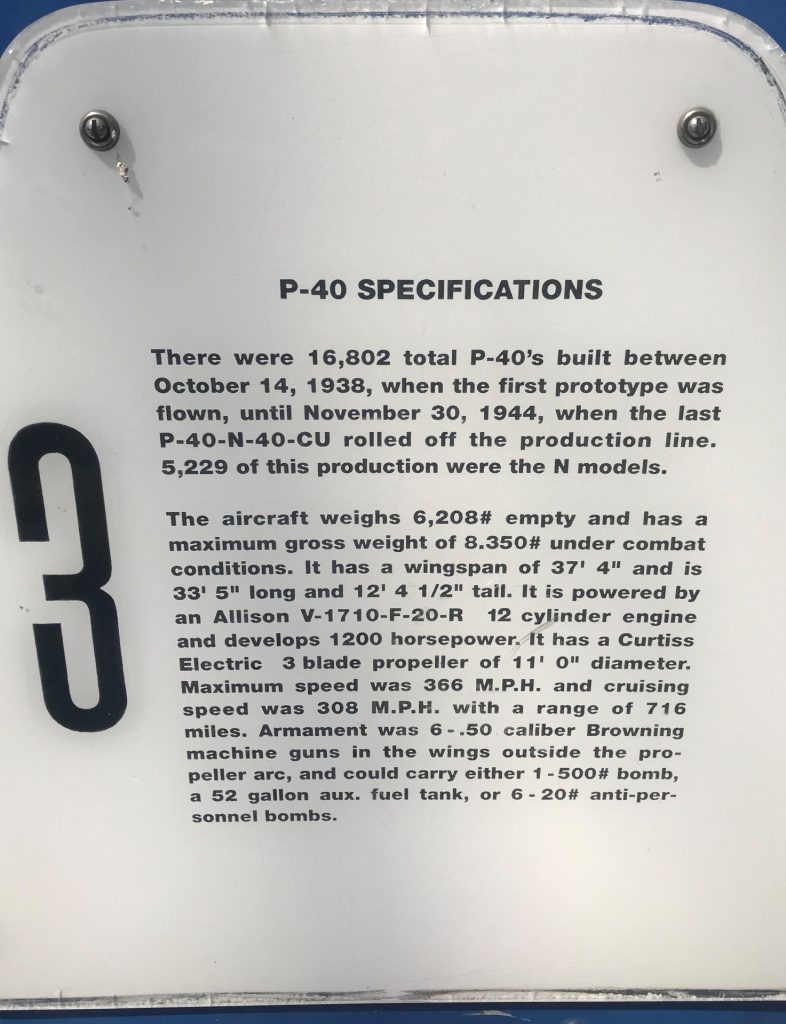 P-40 SPECIFICATIONS
There were 16,802 total P-40's built between
October 14, 1938, when the first prototype was
flown, until November 30, 1944, when the last
P-40-N-40-CU rolled off the production line.
5,229 of this production were the N models.
3
The aircraft weighs 6,208# empty and has a
maximum gross weight of 8.350# under combat
conditions. It has a wingspan of 37' 4" and is
33' 5" long and 12' 4 1/2" tall. It is powered by
an Allison V-1710-F-20-R 12 cylinder engine
and develops 1200 horsepower. It has a Curtiss
Electric 3 blade propeller of 11' 0" diameter.
Maximum speed was 366 M.P.H. and cruising
speed was 308 M.P.H. with a range of 716
miles. Armament was 6 - .50 caliber Browning
machine guns in the wings outside the pro-
peller arc, and could carry either 1 - 500# bomb,
a 52 gallon aux. fuel tank, or 6 - 20# anti-per-
sonnel bombs.